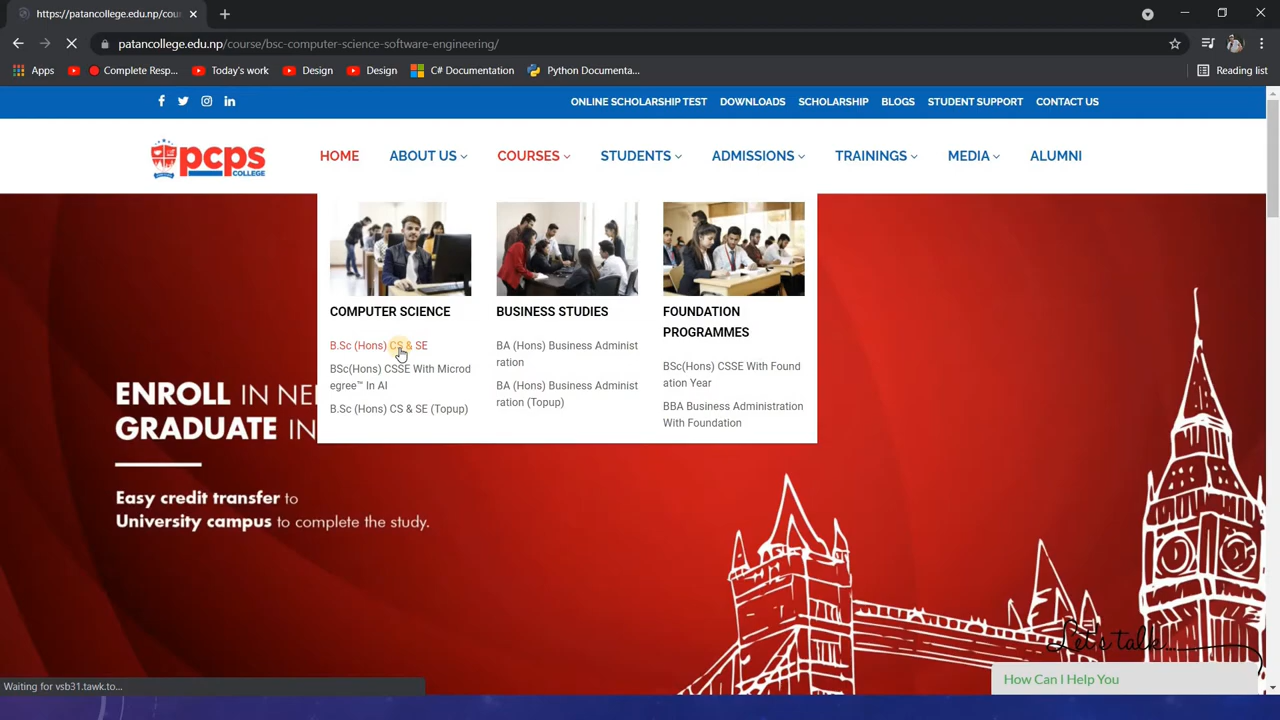 https://patancollege.edu.np/cou
patancollege.edu.np/course/bsc-computer-science-software-engineering/
Apps Complete Resp... Today's work Design Design C# Documentation Python Documenta... Reading list
ONLINE SCHOLARSHIP TEST DOWNLOADS SCHOLARSHIP BLOGS STUDENT SUPPORT CONTACT US
pcps
COLLEGE
HOME ABOUT US COURSES STUDENTS ADMISSIONS TRAININGS MEDIA ALUMNI
COMPUTER SCIENCE
B.Sc (Hons) CS & SE
BSc(Hons) CSSE With Microd
egree™ In AI
B.Sc (Hons) CS & SE (Topup)
BUSINESS STUDIES
BA (Hons) Business Administ
ration
BA (Hons) Business Administ
ration (Topup)
FOUNDATION
PROGRAMMES
BSc(Hons) CSSE With Found
ation Year
BBA Business Administration
With Foundation
ENROLL IN NE
GRADUATE IN
Easy credit transfer to
University campus to complete the study.
Let's talk
How Can I Help You
Waiting for vsb31.tawk.to...